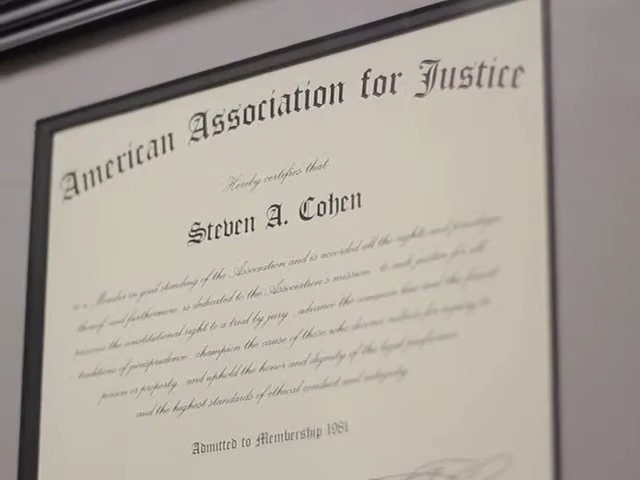 American Association for Justice
Hereby certifies that
Steven A. Cohen
is a Member in good standing of the Association and is accorded all the rights and privileges
thereof and furthermore is dedicated to the Association's mission to seek justice for all
preserve the constitutional right to a trial by jury advance the common law and the finest
traditions of jurisprudence champion the cause of those who deserve redress for injury to
person or property and uphold the honor and dignity of the legal profession
and the highest standards of ethical conduct and integrity
Admitted to Membership 1981